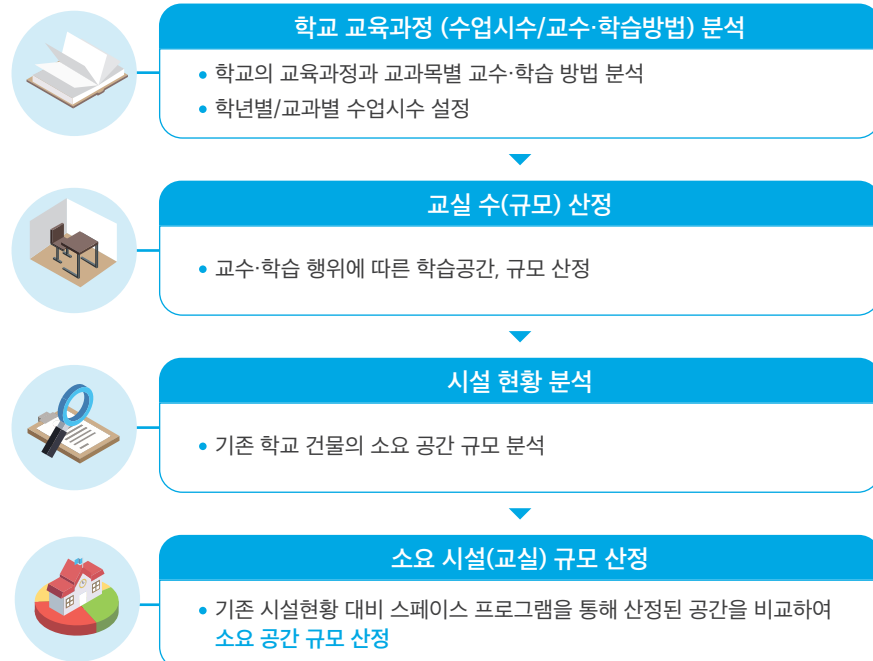 학교 교육과정 (수업시수/교수·학습방법) 분석
• 학교의 교육과정과 교과목별 교수·학습 방법 분석
• 학년별/교과별 수업시수 설정
교실 수(규모) 산정
• 교수·학습 행위에 따른 학습공간, 규모 산정
시설 현황 분석
• 기존 학교 건물의 소요 공간 규모 분석
소요 시설(교실) 규모 산정
• 기존 시설현황 대비 스페이스 프로그램을 통해 산정된 공간을 비교하여
소요 공간 규모 산정